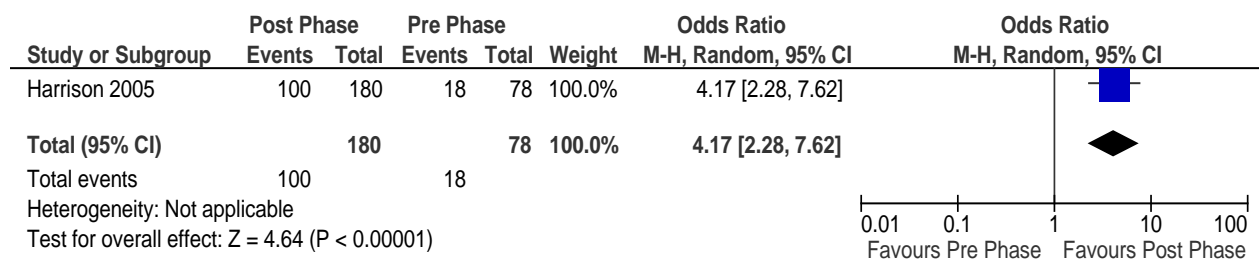 Post Phase Pre Phase Odds Ratio Odds Ratio
Study or Subgroup Events Total Events Total Weight M-H, Random, 95% CI M-H, Random, 95% CI
Harrison 2005 100 180 18 78 100.0% 4.17 [2.28, 7.62]
Total (95% CI) 180 78 100.0% 4.17 [2.28, 7.62]
Total events 100 18
Heterogeneity: Not applicable
Test for overall effect: Z = 4.64 (P < 0.00001)
0.01 0.1 1 10 100
Favours Pre Phase Favours Post Phase